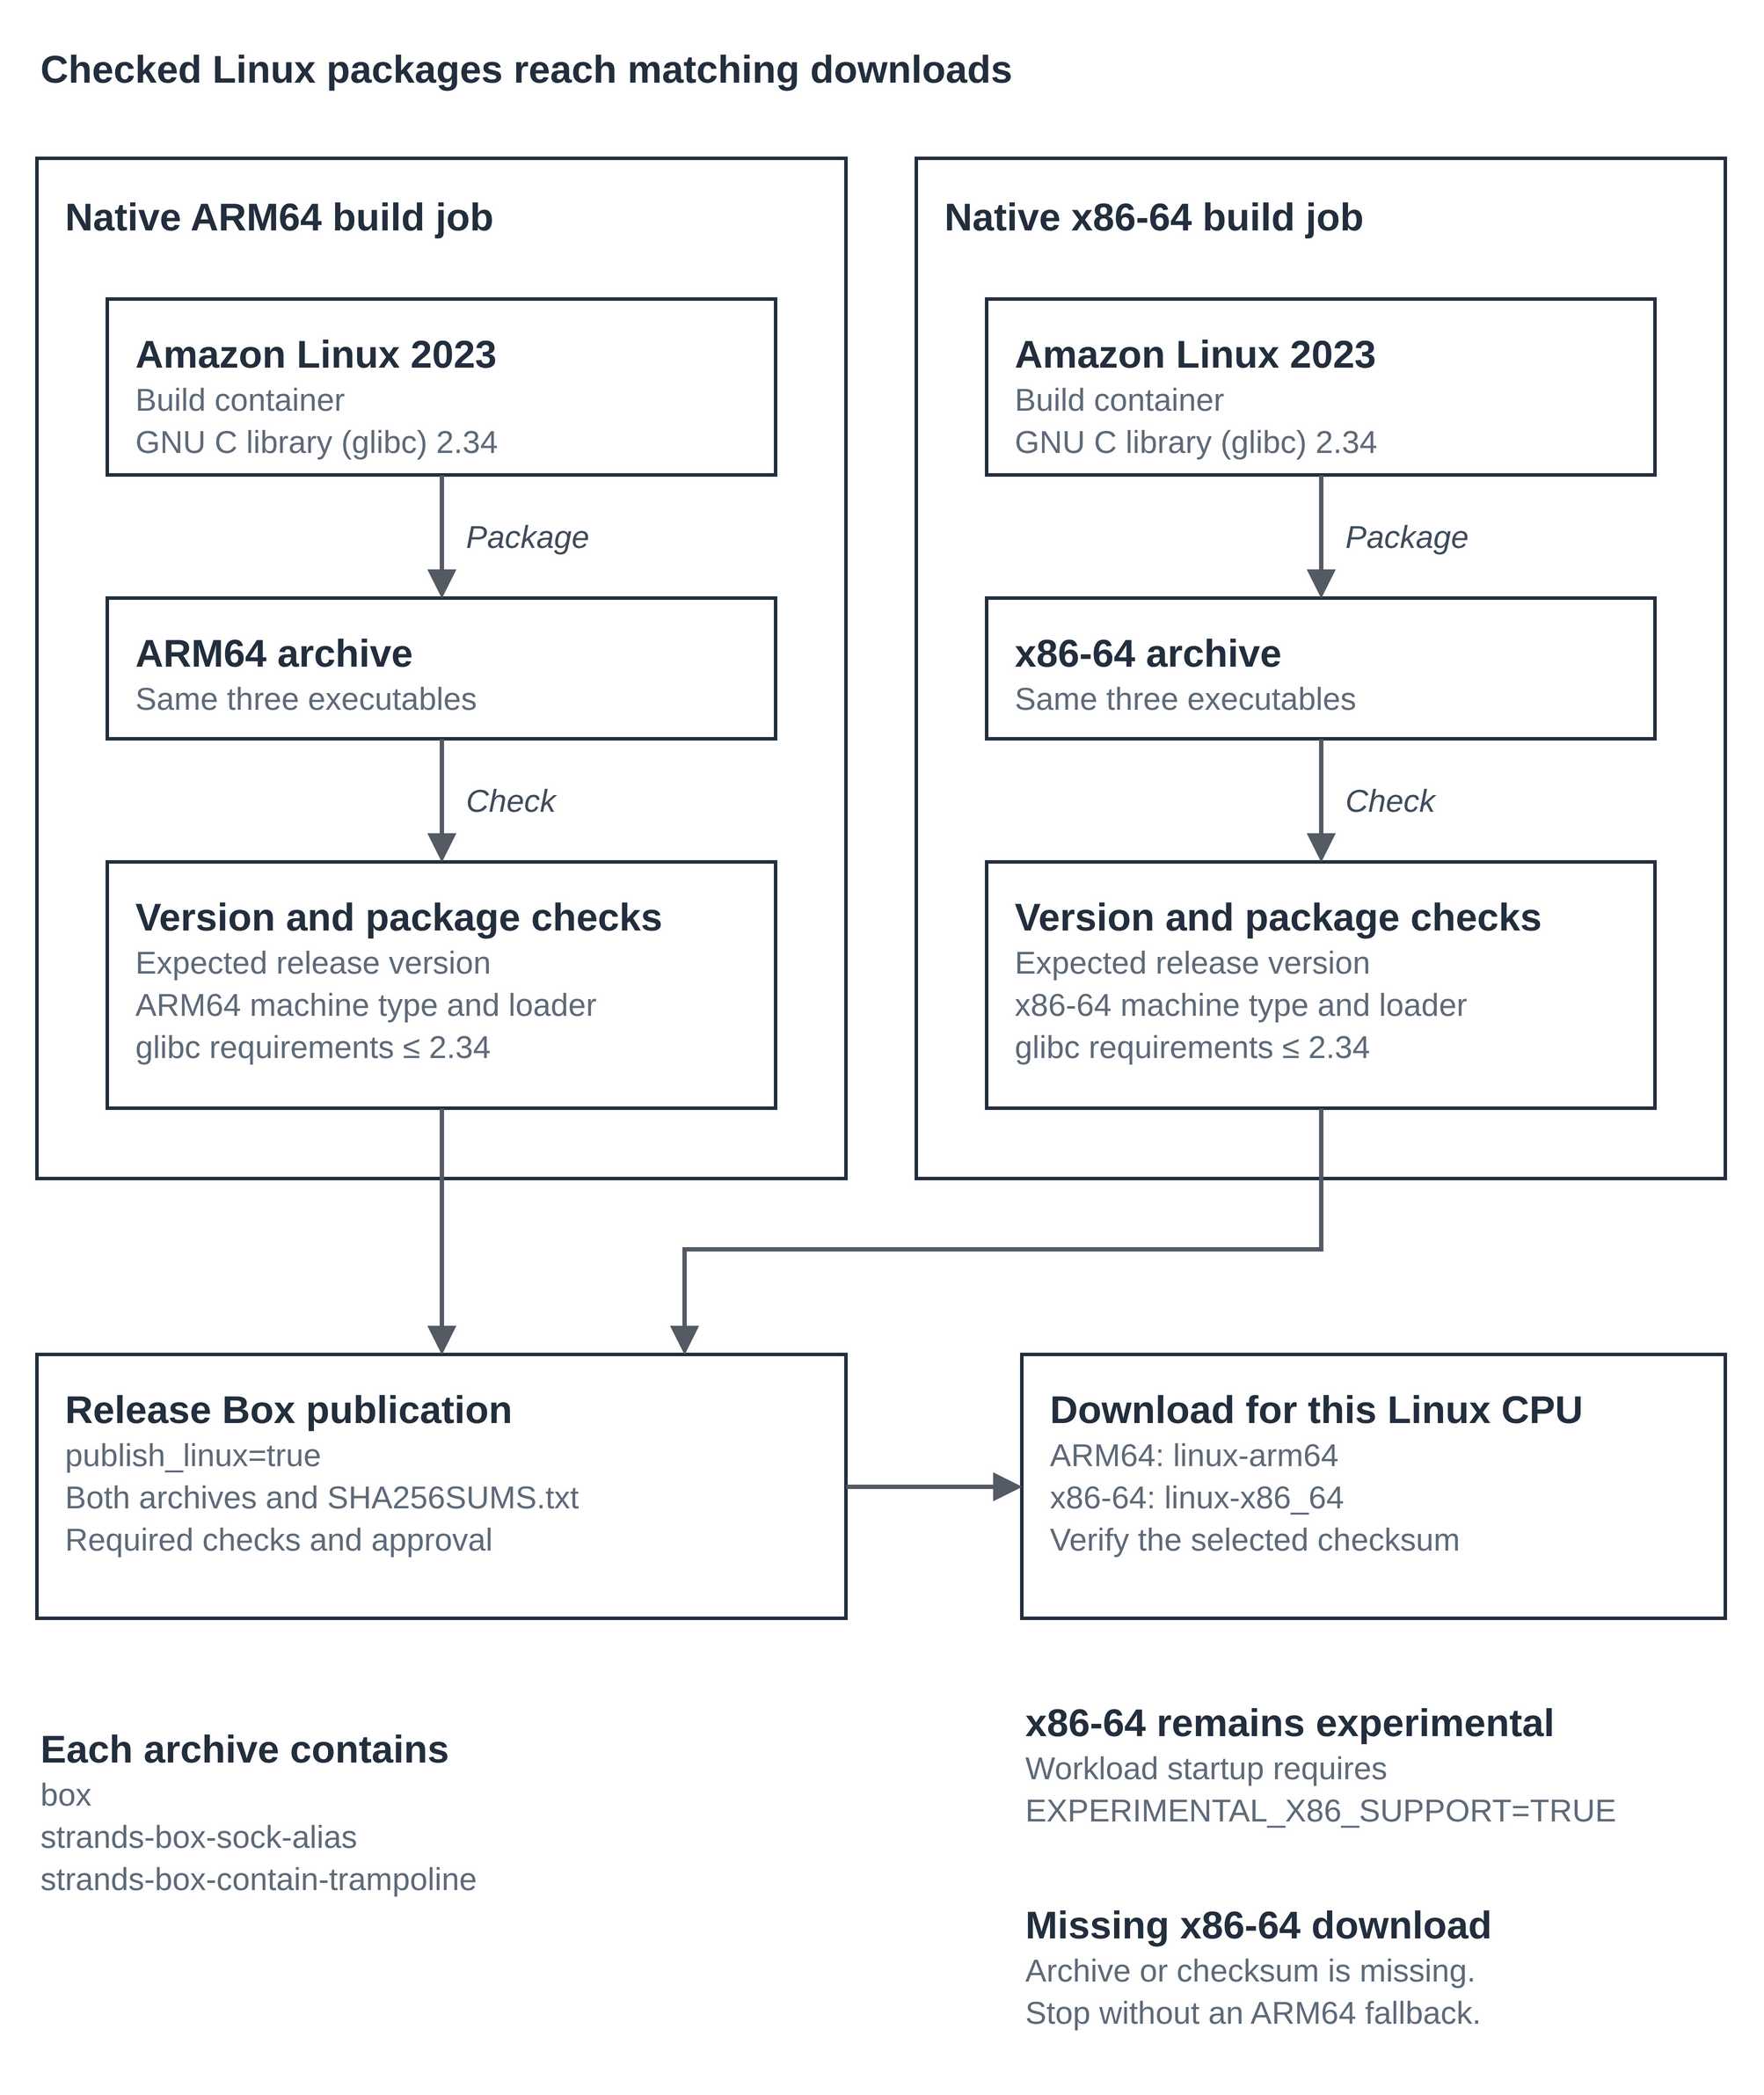 Checked Linux packages reach matching downloads
Native ARM64 build job
Amazon Linux 2023
Build container
GNU C library (glibc) 2.34
Package
ARM64 archive
Same three executables
Check
Version and package checks
Expected release version
ARM64 machine type and loader
glibc requirements ≤ 2.34
Native x86-64 build job
Amazon Linux 2023
Build container
GNU C library (glibc) 2.34
Package
x86-64 archive
Same three executables
Check
Version and package checks
Expected release version
x86-64 machine type and loader
glibc requirements ≤ 2.34
Release Box publication
publish_linux=true
Both archives and SHA256SUMS.txt
Required checks and approval
Download for this Linux CPU
ARM64: linux-arm64
x86-64: linux-x86_64
Verify the selected checksum
Each archive contains
box
strands-box-sock-alias
strands-box-contain-trampoline
x86-64 remains experimental
Workload startup requires
EXPERIMENTAL_X86_SUPPORT=TRUE
Missing x86-64 download
Archive or checksum is missing.
Stop without an ARM64 fallback.